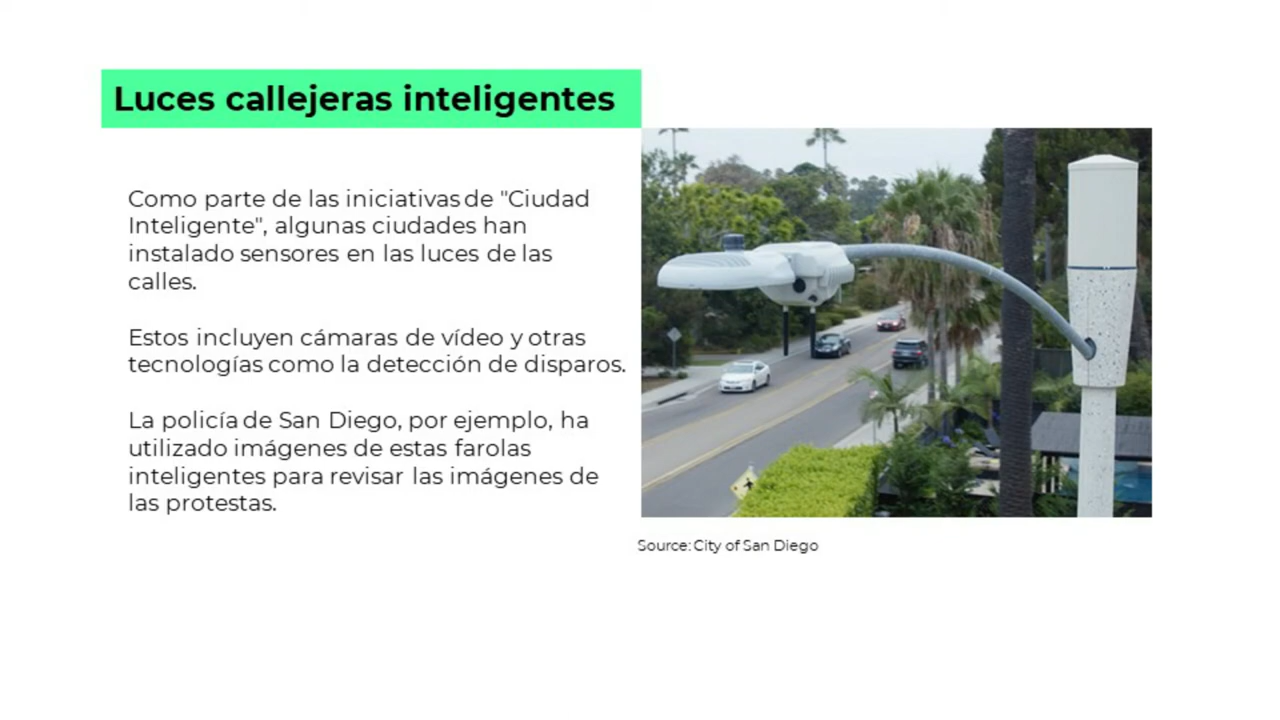 Luces callejeras inteligentes
Como parte de las iniciativas de "Ciudad
Inteligente", algunas ciudades han
instalado sensores en las luces de las
calles.
Estos incluyen cámaras de vídeo y otras
tecnologías como la detección de disparos.
La policía de San Diego, por ejemplo, ha
utilizado imágenes de estas farolas
inteligentes para revisar las imágenes de
las protestas.
Source: City of San Diego